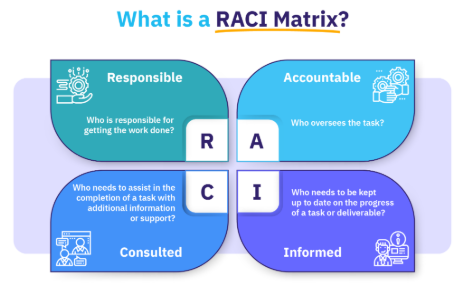 What is a RACI Matrix?
Responsible
Who is responsible for
getting the work done?
R
Accountable
Who oversees the task?
A
Who needs to assist in the
completion of a task with
additional information
or support?
Consulted
C
Who needs to be kept
up to date on the progress
of a task or deliverable?
Informed
I